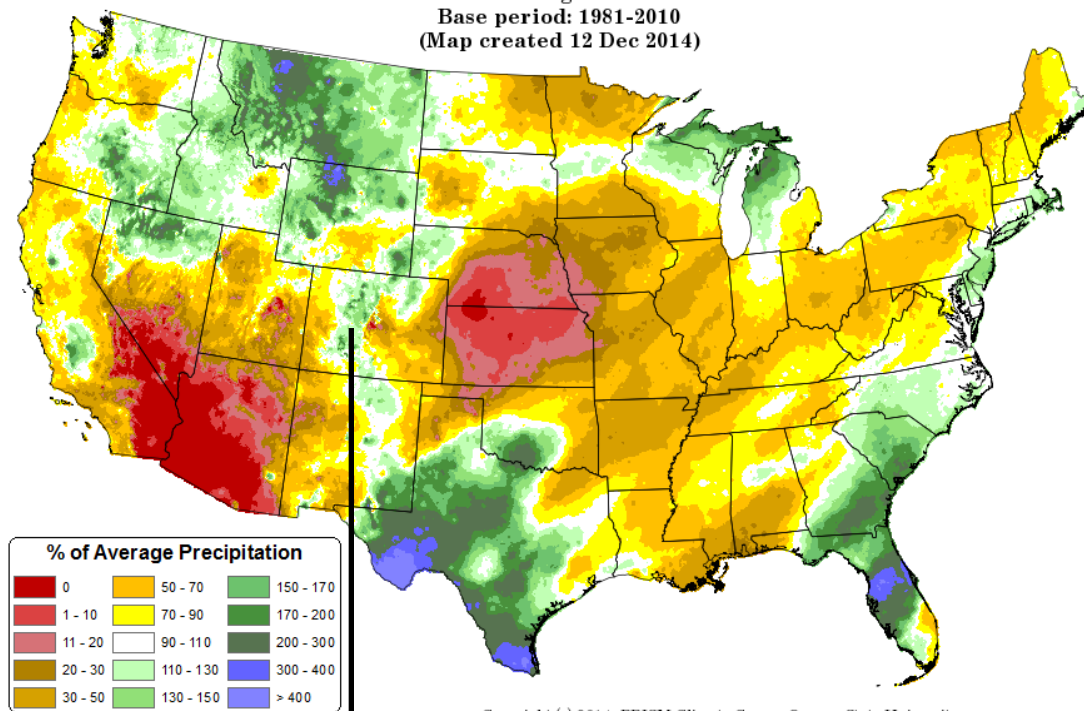 Base period: 1981-2010
(Map created 12 Dec 2014)
% of Average Precipitation
0
50 - 70
150 - 170
1 - 10
70 - 90
170 - 200
11 - 20
90 - 110
200 - 300
20 - 30
110 - 130
300 - 400
30 - 50
130 - 150
> 400